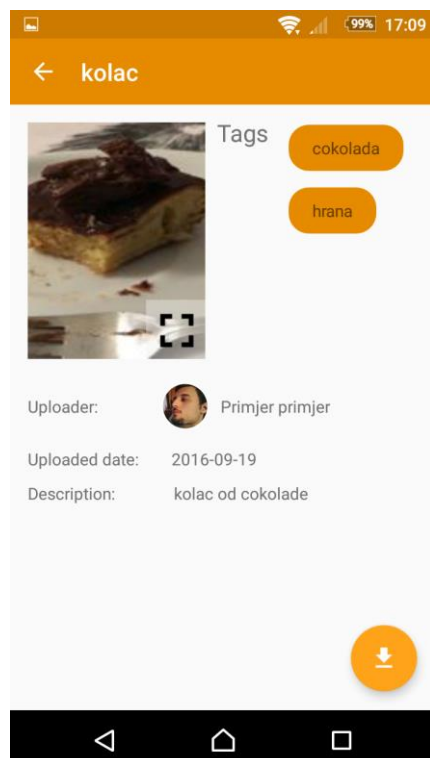 99% 17:09
kolac
Tags
cokolada
hrana
Uploader: Primjer primjer
Uploaded date: 2016-09-19
Description: kolac od cokolade